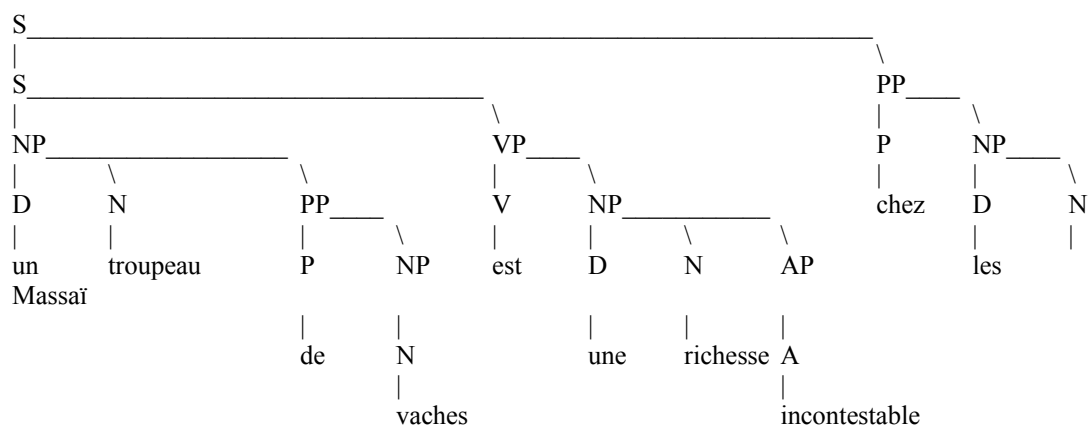 S
S PP
NP VP P NP
D N PP V NP chez D N
un troupeau P NP est D N AP les
Massaï
de N une richesse A
vaches incontestable